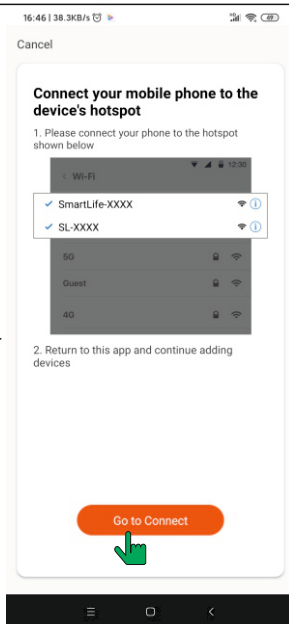 16:46 | 38.3KB/s
Cancel
Connect your mobile phone to the
device's hotspot
1. Please connect your phone to the hotspot
shown below
12:30
Wi-Fi
SmartLife-XXXX
SL-XXXX
5G
Guest
4G
2. Return to this app and continue adding
devices
Go to Connect